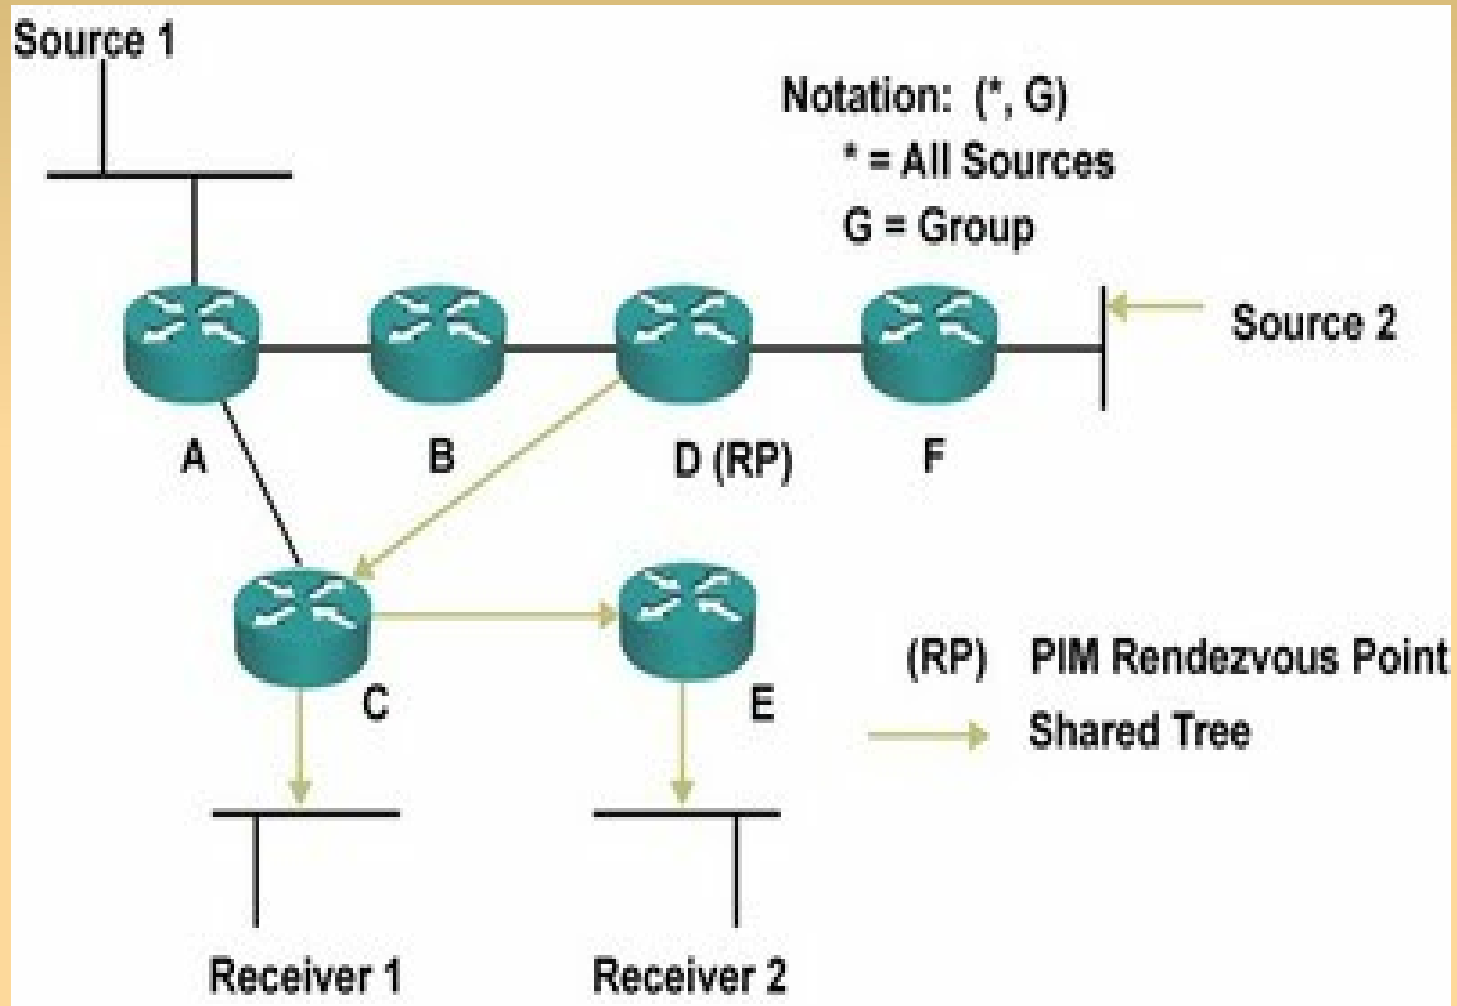 Source 1
Notation: (*, G)
* = All Sources
G = Group
Source 2
A
B
D (RP)
F
C
E
(RP) PIM Rendezvous Point
Shared Tree
Receiver 1
Receiver 2